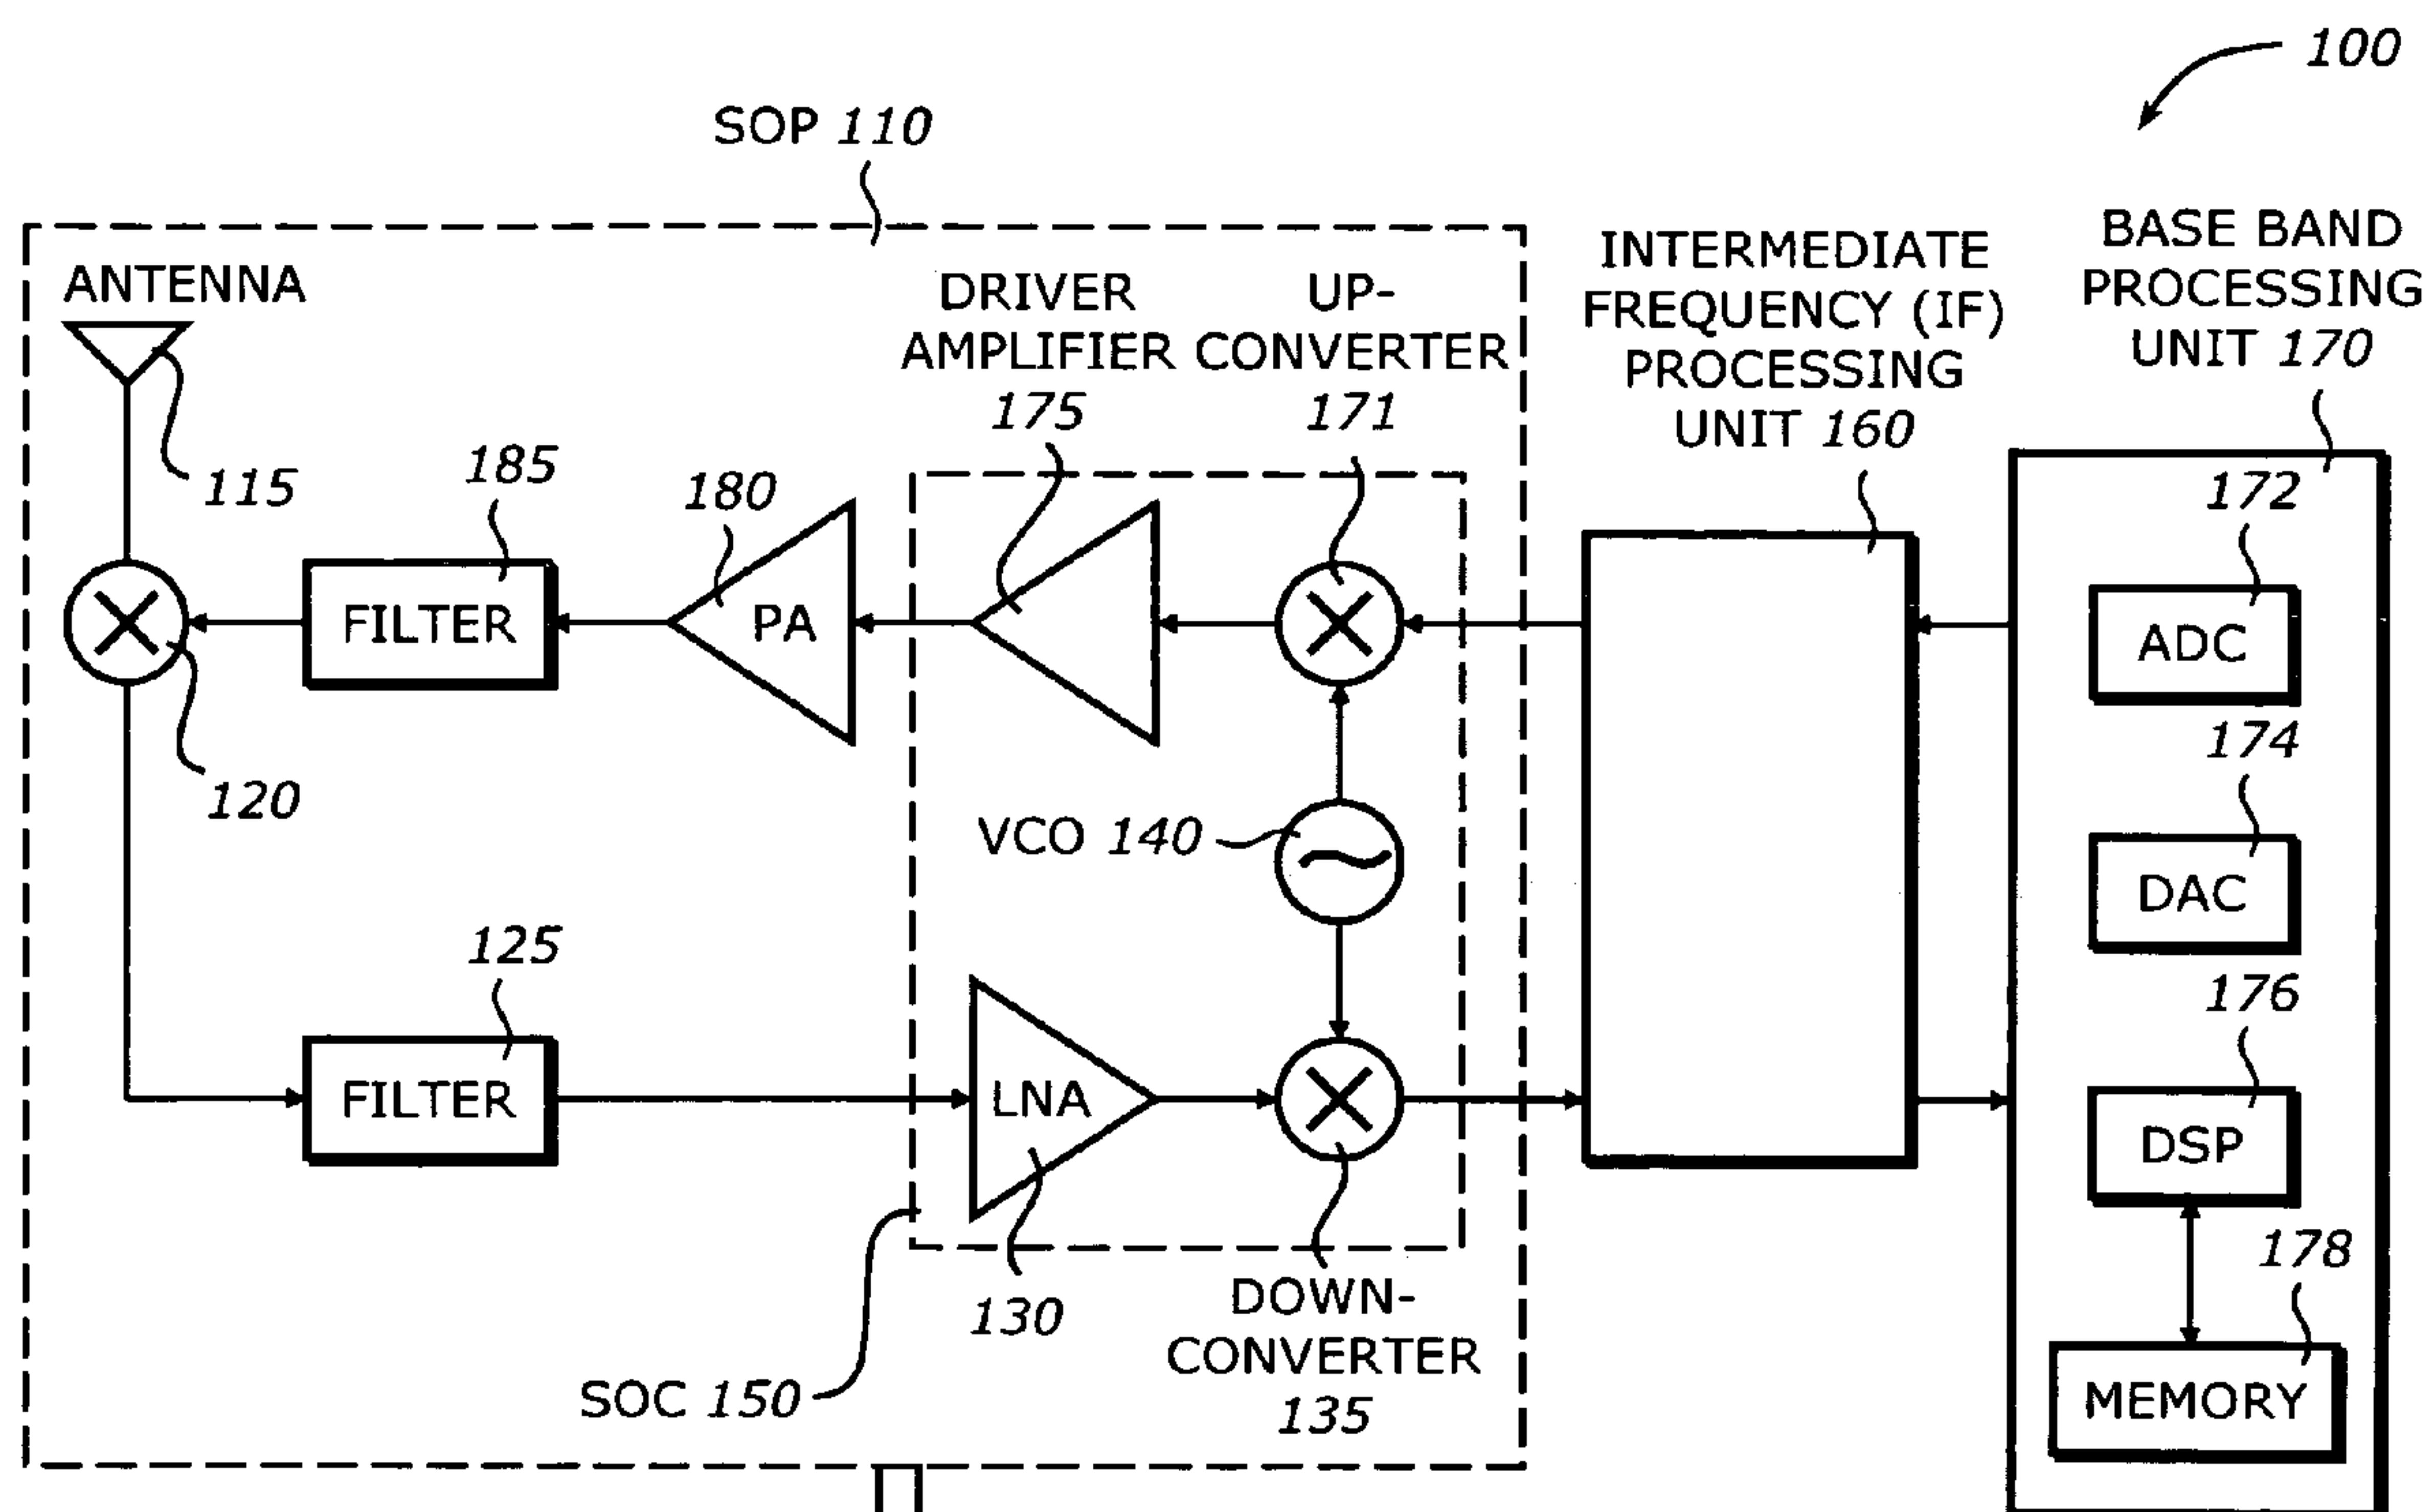 100
SOP 110
BASE BAND
PROCESSING
UNIT 170
INTERMEDIATE
FREQUENCY (IF)
PROCESSING
UNIT 160
ANTENNA
DRIVER
AMPLIFIER
175
UP-
CONVERTER
171
115
185
180
172
FILTER
PA
ADC
120
174
VCO 140
DAC
125
176
FILTER
LNA
DSP
130
178
DOWN-
CONVERTER
135
SOC 150
MEMORY